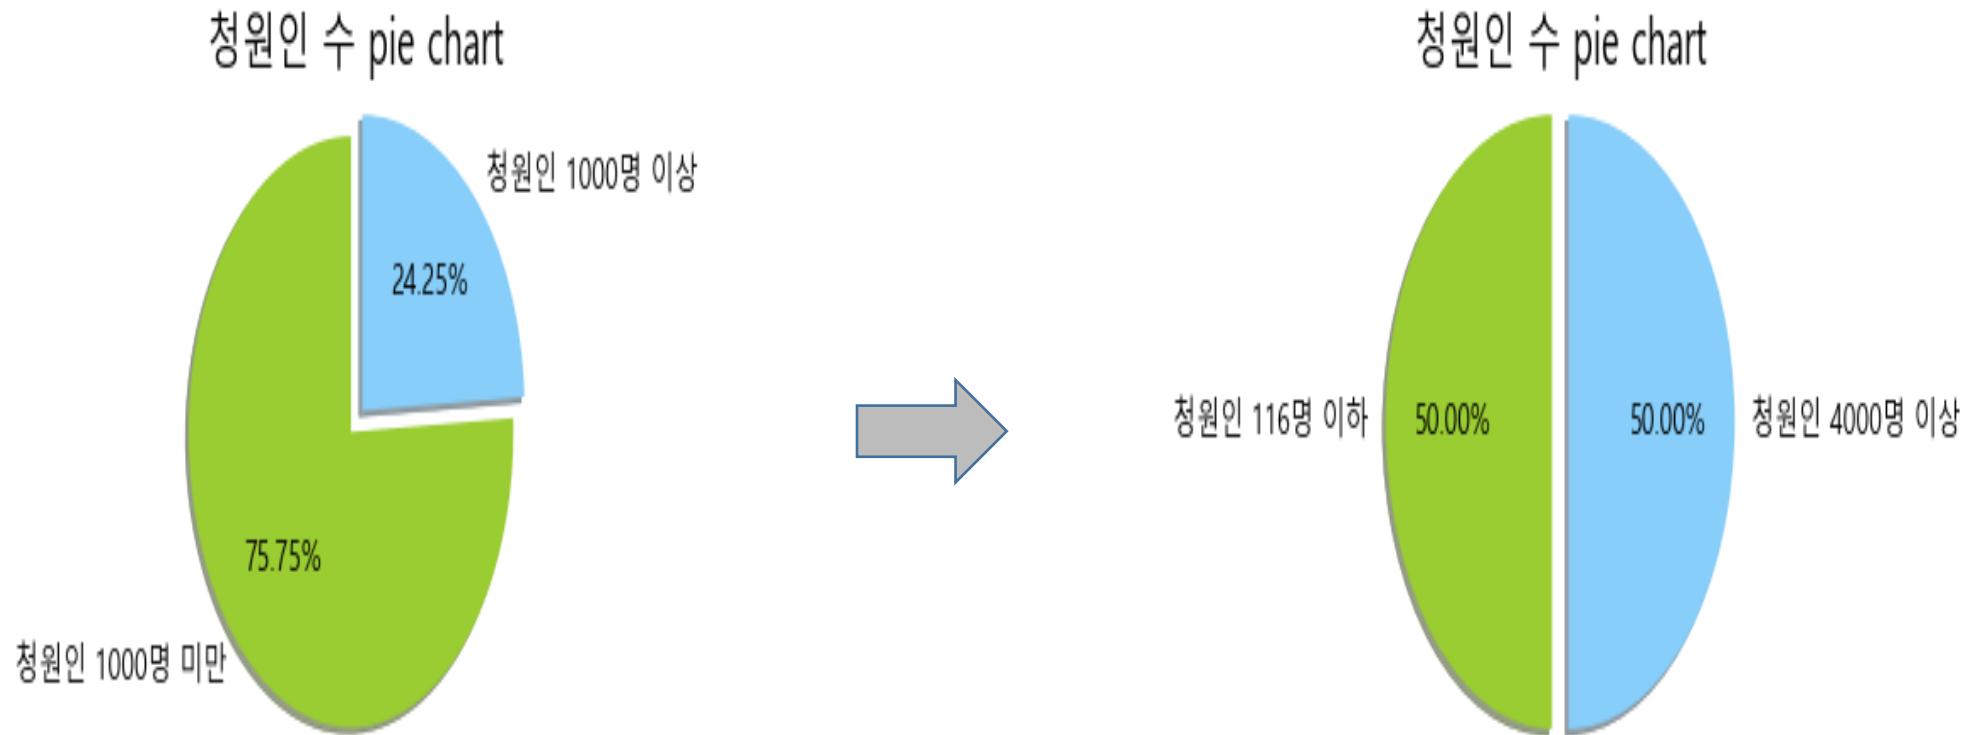 청원인 수 pie chart
청원인 1000명 이상
24.25%
75.75%
청원인 1000명 미만
청원인 수 pie chart
청원인 116명 이하
50.00%
50.00%
청원인 4000명 이상